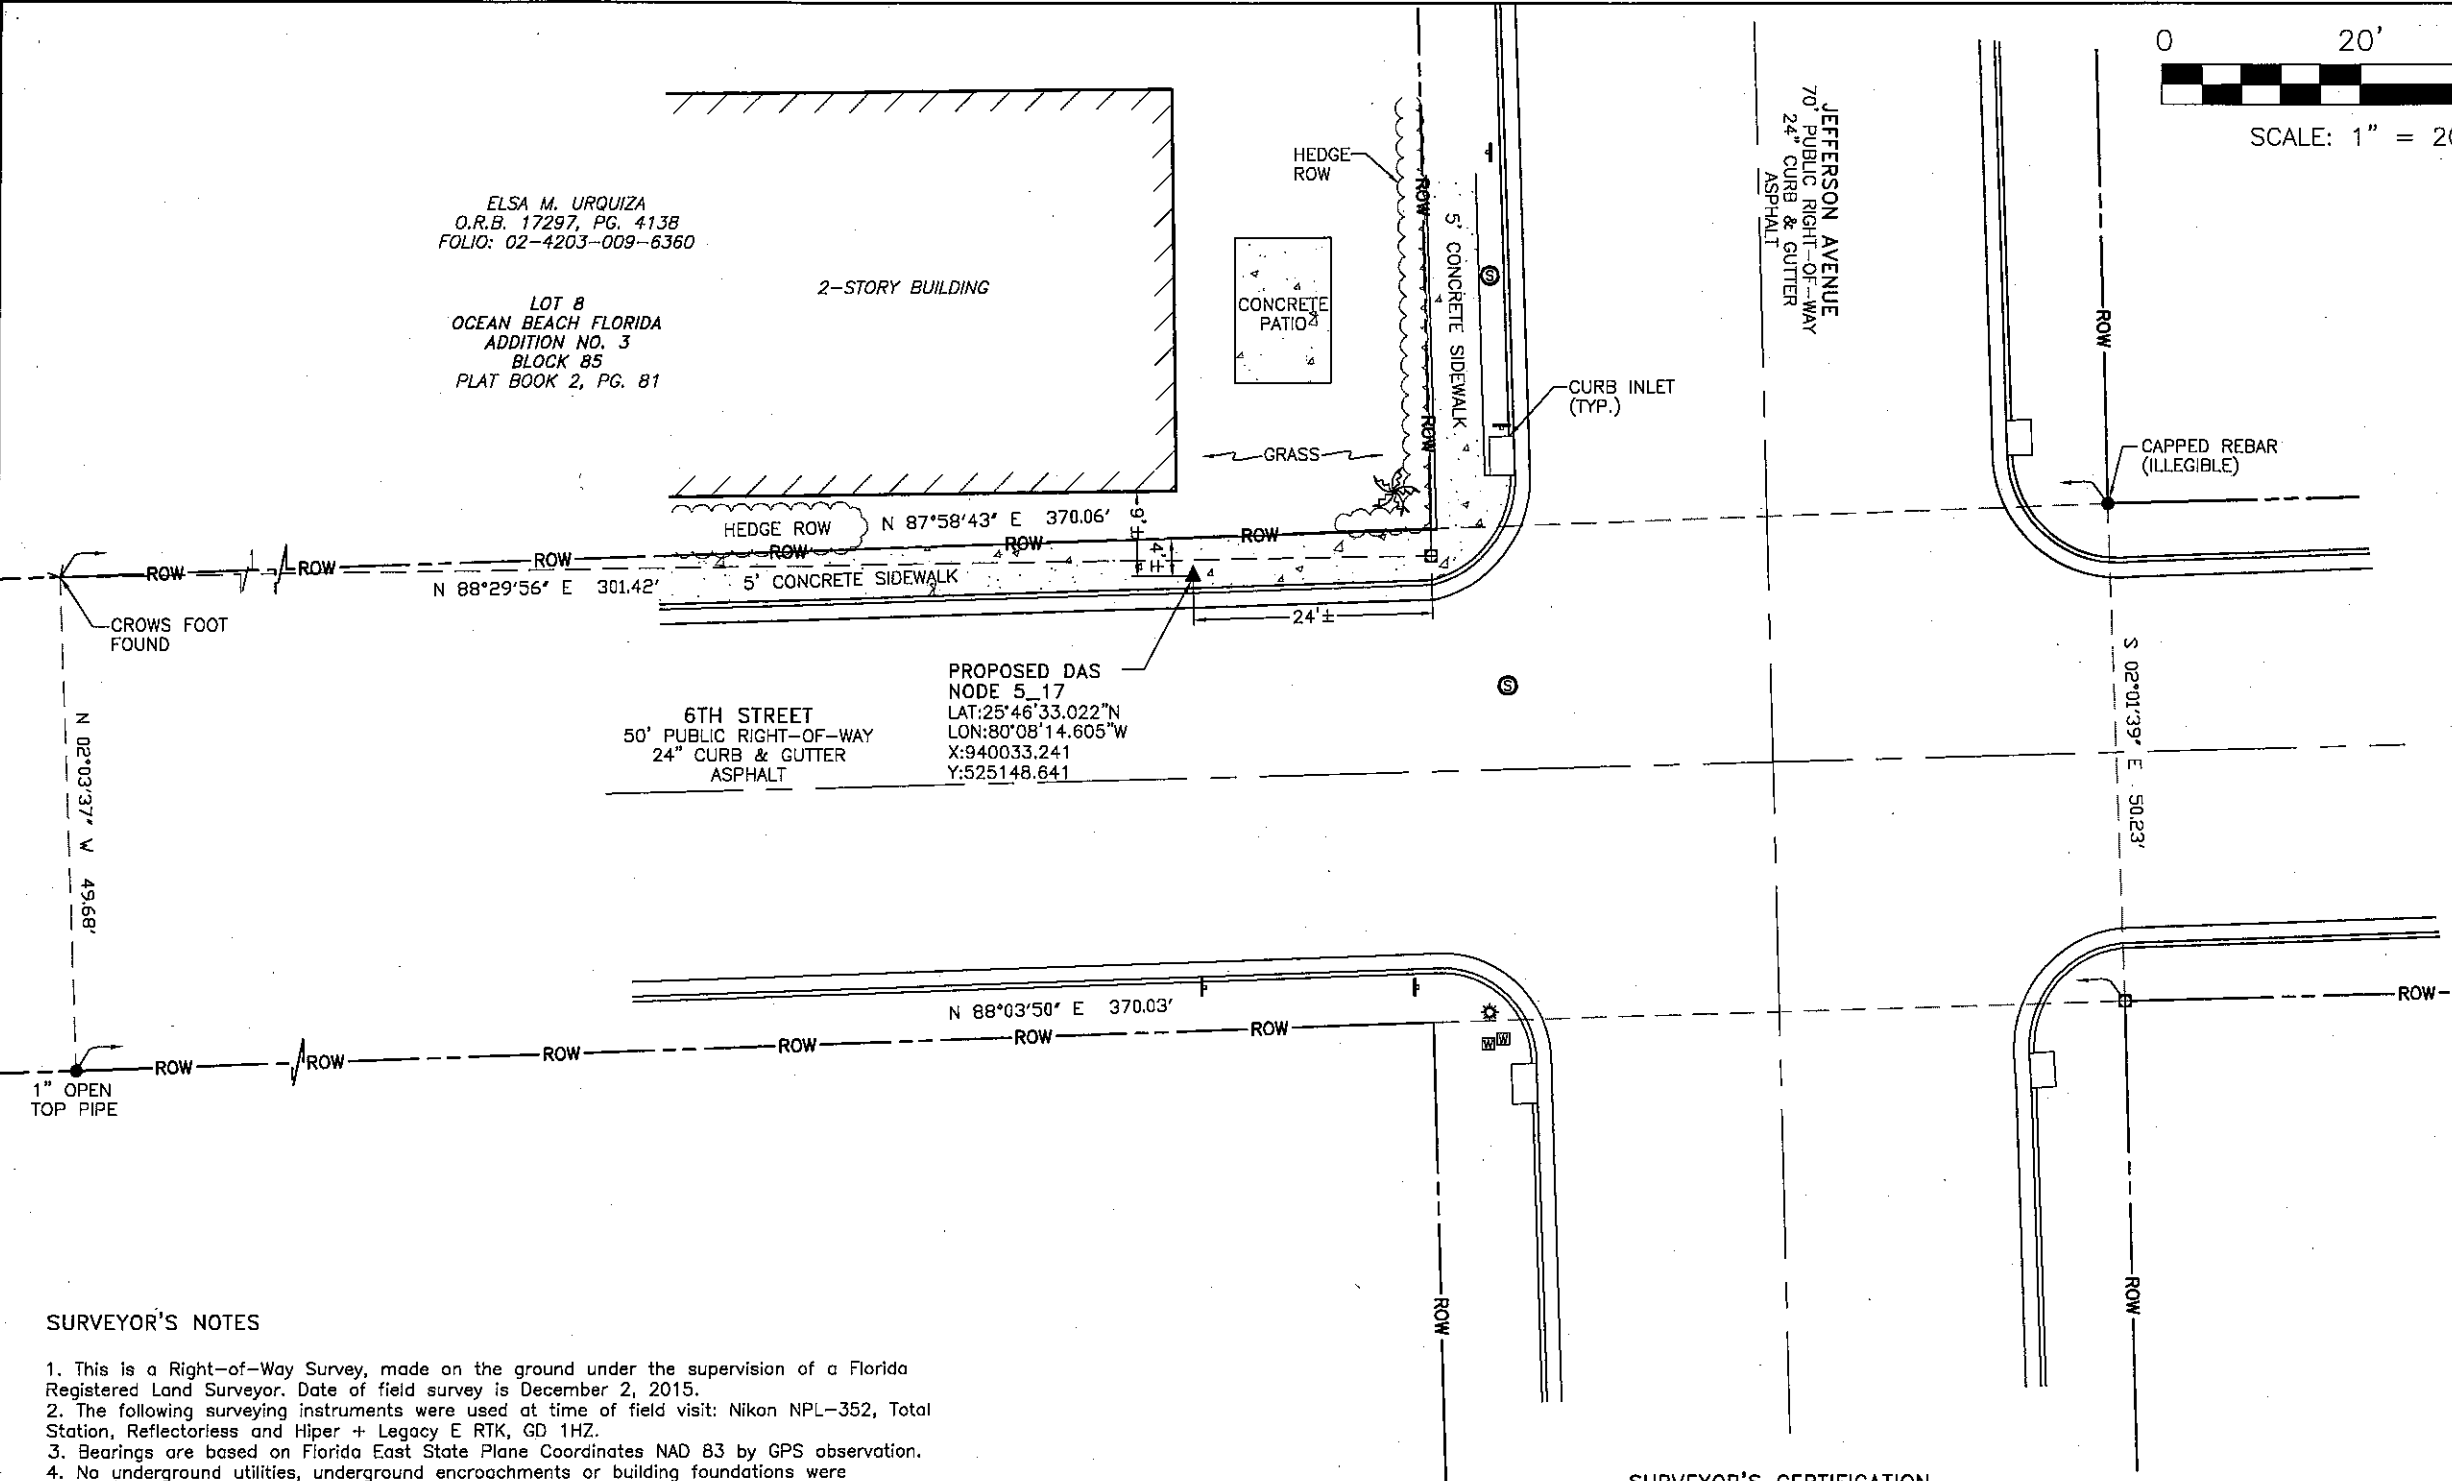 0 20'
SCALE: 1" = 20
JEFFERSON AVENUE
70' PUBLIC RIGHT-OF-WAY
24" CURB & GUTTER
ASPHALT
HEDGE
ROW
ROW
5' CONCRETE SIDEWALK
ROW
S
ELSA M. URQUIZA
O.R.B. 17297, PG. 4138
FOLIO: 02-4203-009-6360
LOT 8
OCEAN BEACH FLORIDA
ADDITION NO. 3
BLOCK 85
PLAT BOOK 2, PG. 81
2-STORY BUILDING
CONCRETE
PATIO
CURB INLET
(TYP.)
GRASS
ROW
CAPPED REBAR
(ILLEGIBLE)
HEDGE ROW
N 87°58'43" E 370.06'
9'±
4'±
ROW ROW ROW ROW ROW ROW
N 88°29'56" E 301.42'
5' CONCRETE SIDEWALK
24'±
CROWS FOOT
FOUND
PROPOSED DAS
NODE 5_17
LAT:25°46'33.022"N
LON:80°08'14.605"W
X:940033.241
Y:525148.641
S
6TH STREET
50' PUBLIC RIGHT-OF-WAY
24" CURB & GUTTER
ASPHALT
N 02°03'37" W 49.68'
S 02°01'39" E 50.23'
N 88°03'50" E 370.03'
ROW ROW ROW ROW ROW ROW
ROW
W W
1" OPEN
TOP PIPE
ROW
ROW
SURVEYOR'S NOTES
1. This is a Right-of-Way Survey, made on the ground under the supervision of a Florida
Registered Land Surveyor. Date of field survey is December 2, 2015.
2. The following surveying instruments were used at time of field visit: Nikon NPL-352, Total
Station, Reflectorless and Hiper + Legacy E RTK, GD 1HZ.
3. Bearings are based on Florida East State Plane Coordinates NAD 83 by GPS observation.
4. No underground utilities, underground encroachments or building foundations were
SURVEYOR'S CERTIFICATION